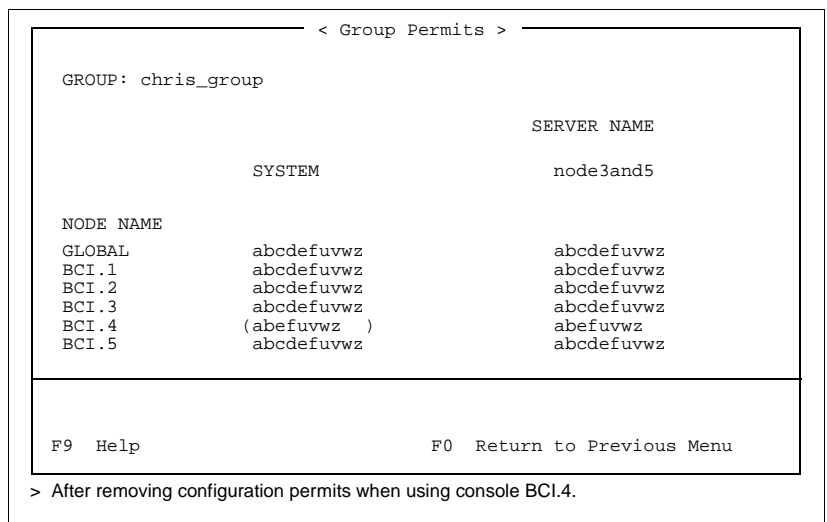 < Group Permits >
GROUP: chris_group
SERVER NAME
SYSTEM node3and5
NODE NAME
GLOBAL abcdefuvwz abcdefuvwz
BCI.1 abcdefuvwz abcdefuvwz
BCI.2 abcdefuvwz abcdefuvwz
BCI.3 abcdefuvwz abcdefuvwz
BCI.4 (abefuvwz ) abefuvwz
BCI.5 abcdefuvwz abcdefuvwz
F9 Help F0 Return to Previous Menu
> After removing configuration permits when using console BCI.4.